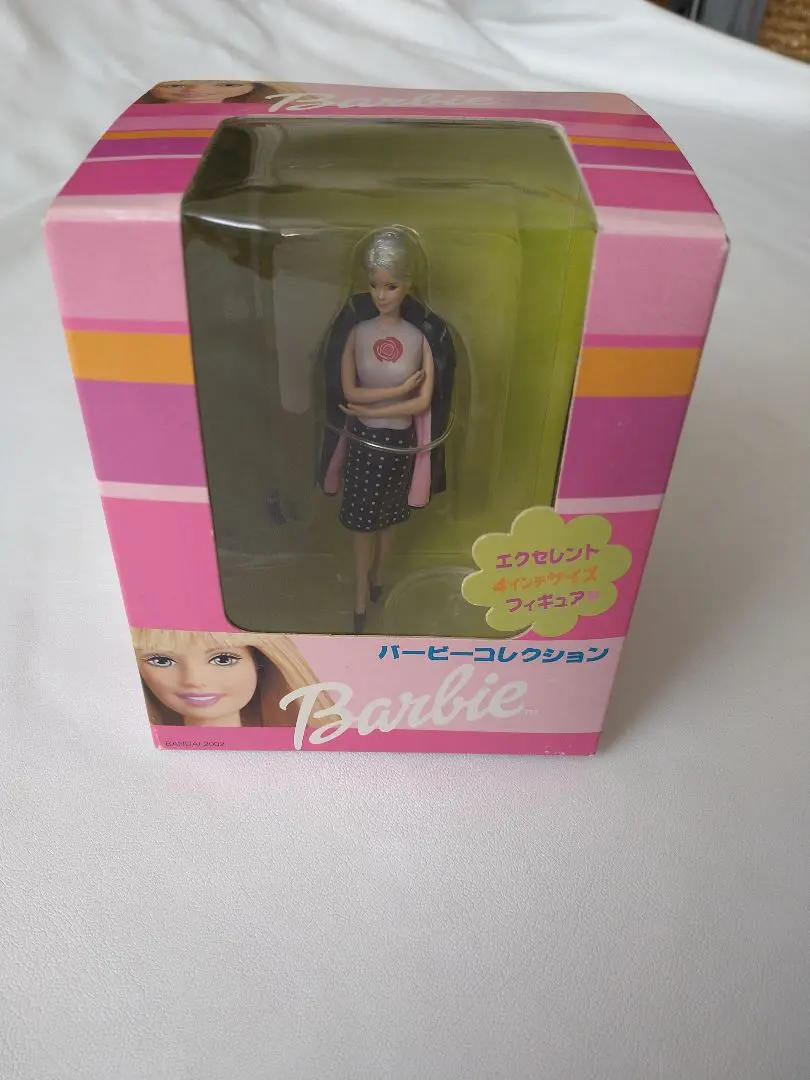 Barbie
エクセレント
4インチサイズ
フィギュア
バービーコレクション
Barbie™
BANDAI 2002